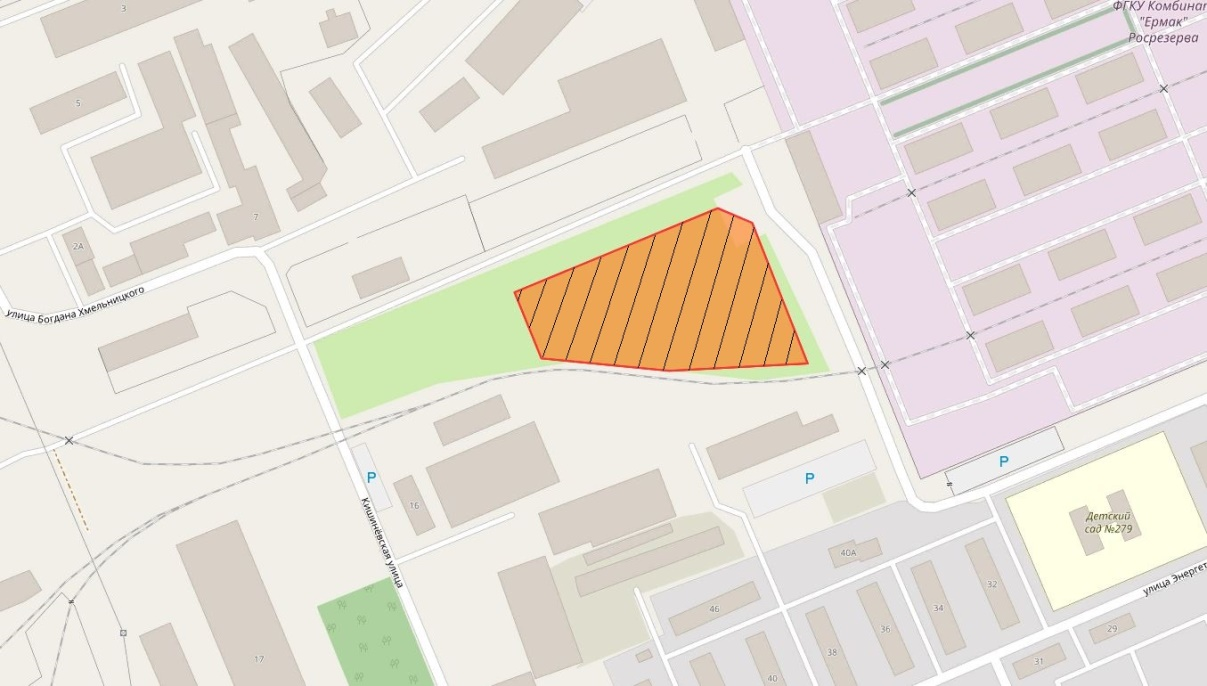 ФГКУ Комбинат
"Ермак"
Росрезерва
3
5
7
2А
улица Богдана Хмельницкого
P
P
P
16
Кишинёвская улица
Детский
сад №279
40А
32
улица Энергет
46
34
36
29
38
31
17
40